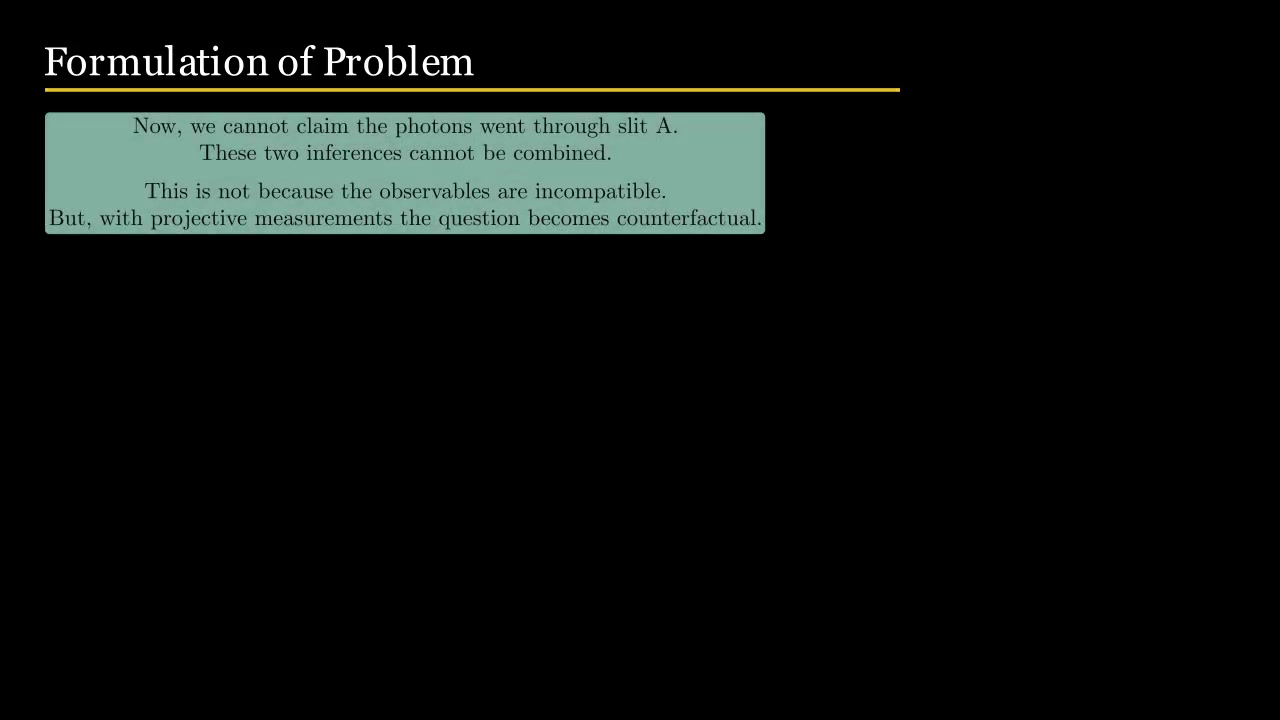 Formulation of Problem
Now, we cannot claim the photons went through slit A.
These two inferences cannot be combined.
This is not because the observables are incompatible.
But, with projective measurements the question becomes counterfactual.